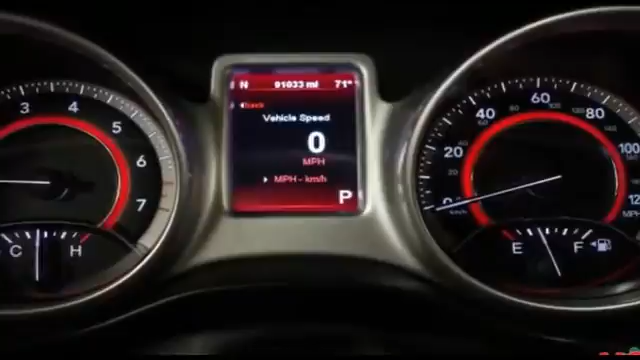 N 91033 mi 71°
Back
Vehicle Speed
0
MPH
MPH - km/h
P
3 4 5 6 7
C H
0 20 40 60 80 100 120
km/h
E F